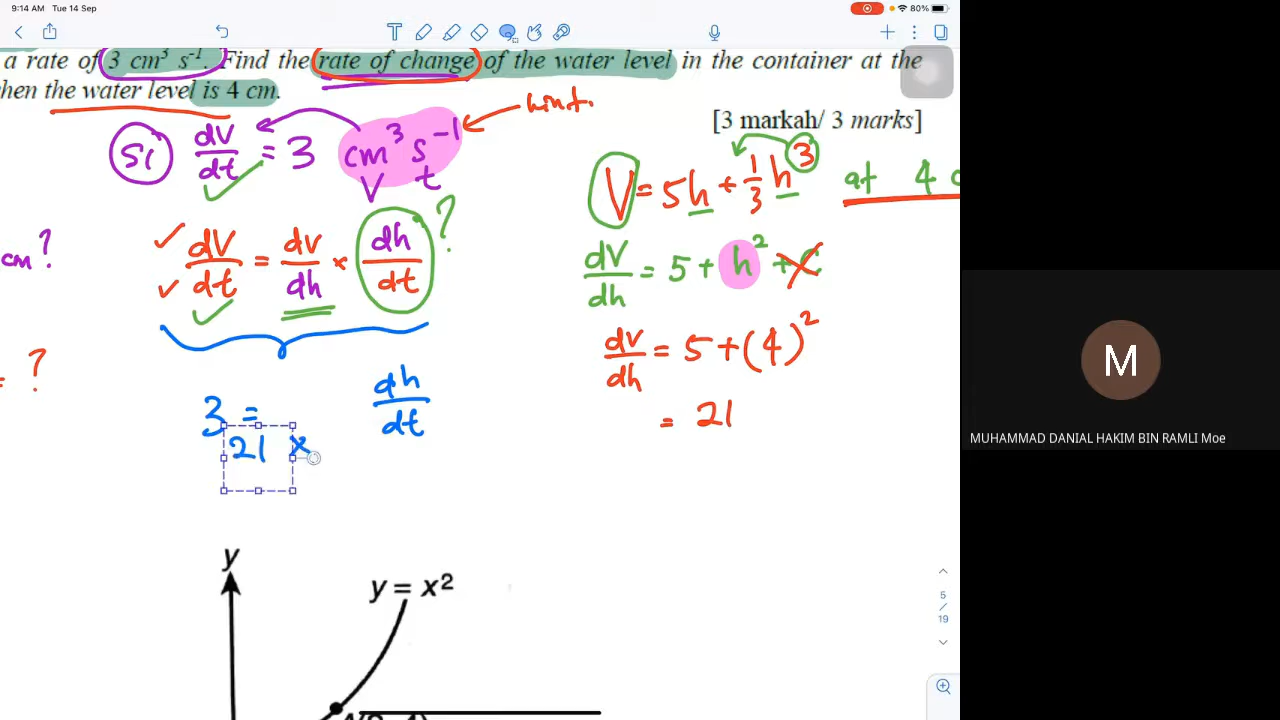 9:14 AM Tue 14 Sep
80%
a rate of 3 cm³ s⁻¹. Find the rate of change of the water level in the container at the
hen the water level is 4 cm.
hint.
[3 markah/ 3 marks]
Si dV/dt = 3 cm³ s⁻¹
V t
V = 5h + 1/3 h³ at 4 c
cm?
dV/dt = dv/dh × dh/dt ?
dV/dh = 5 + h² + C
dv/dh = 5 + (4)²
= ?
= 21
3 = dh/dt
21 ×
MUHAMMAD DANIAL HAKIM BIN RAMLI Moe
M
y
y = x²
5
/
19